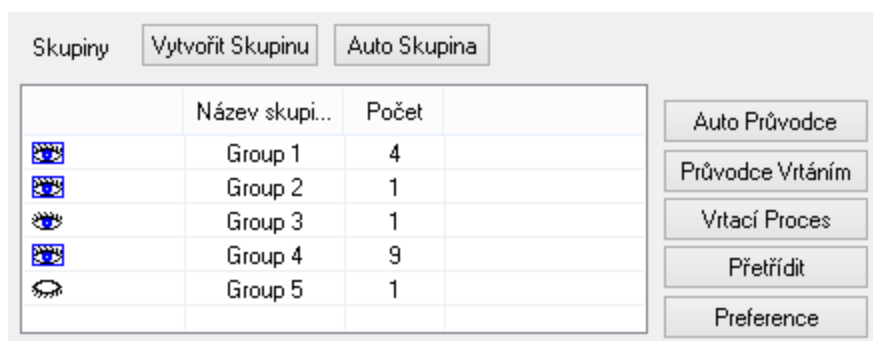 Skupiny Vytvořit Skupinu Auto Skupina
Název skupi... Počet
Group 1 4
Group 2 1
Group 3 1
Group 4 9
Group 5 1
Auto Průvodce
Průvodce Vrtáním
Vrtací Proces
Přetřídit
Preference